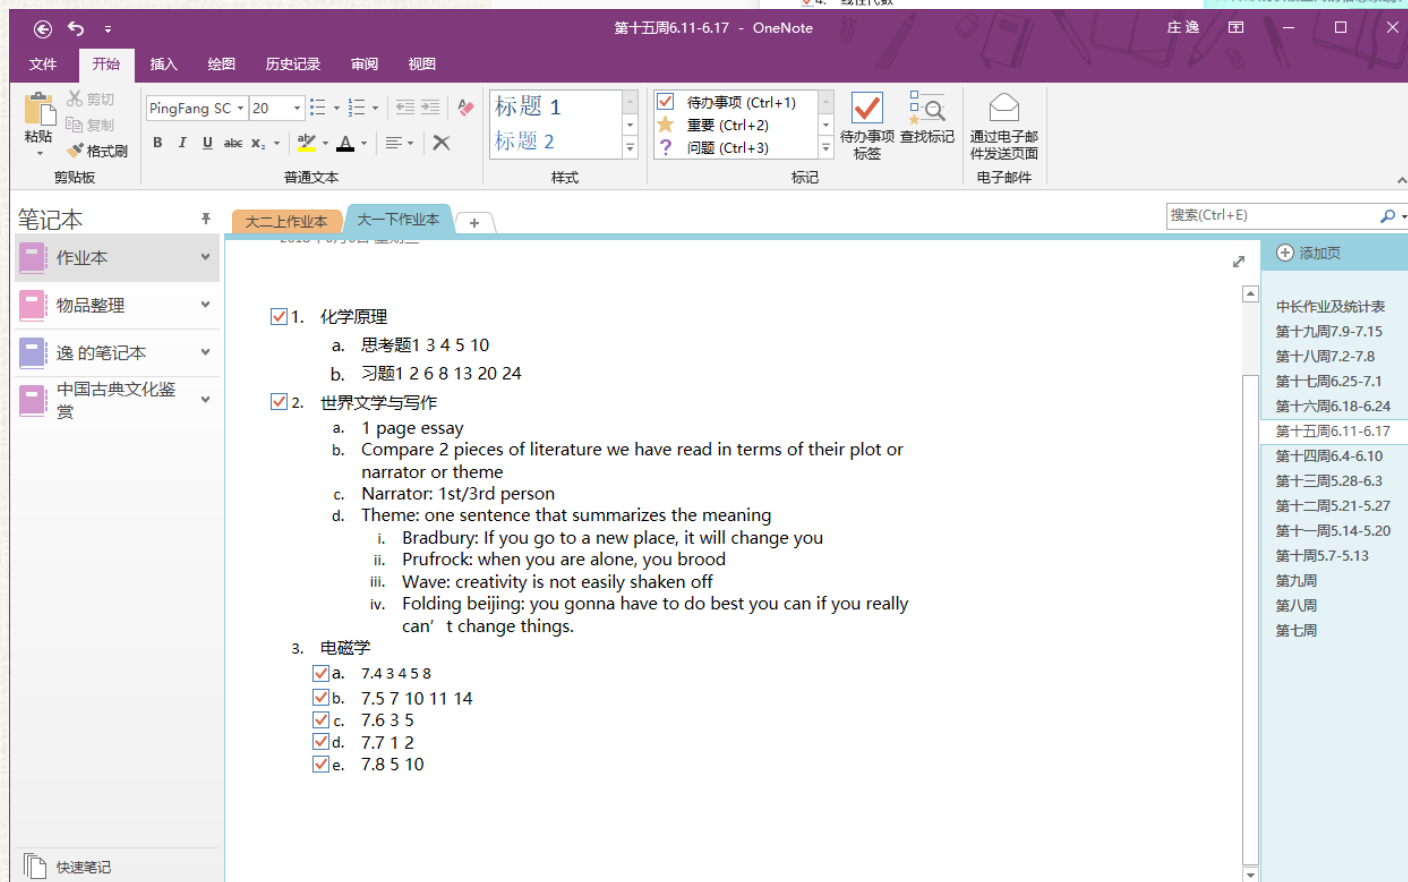 4. 线性代数
第十五周6.11-6.17 - OneNote
庄逸
文件 开始 插入 绘图 历史记录 审阅 视图
粘贴
剪切
复制
格式刷
剪贴板
PingFang SC 20
B I U abc X₂ aby A
普通文本
标题 1
标题 2
样式
待办事项 (Ctrl+1)
重要 (Ctrl+2)
? 问题 (Ctrl+3)
待办事项
标签
查找标记
标记
通过电子邮
件发送页面
电子邮件
笔记本
大二上作业本 大一下作业本 +
搜索(Ctrl+E)
作业本
物品整理
逸 的笔记本
中国古典文化鉴
赏
快速笔记
1. 化学原理
a. 思考题1 3 4 5 10
b. 习题1 2 6 8 13 20 24
2. 世界文学与写作
a. 1 page essay
b. Compare 2 pieces of literature we have read in terms of their plot or
narrator or theme
c. Narrator: 1st/3rd person
d. Theme: one sentence that summarizes the meaning
i. Bradbury: If you go to a new place, it will change you
ii. Prufrock: when you are alone, you brood
iii. Wave: creativity is not easily shaken off
iv. Folding beijing: you gonna have to do best you can if you really
can’ t change things.
3. 电磁学
a. 7.4 3 4 5 8
b. 7.5 7 10 11 14
c. 7.6 3 5
d. 7.7 1 2
e. 7.8 5 10
添加页
中长作业及统计表
第十九周7.9-7.15
第十八周7.2-7.8
第十七周6.25-7.1
第十六周6.18-6.24
第十五周6.11-6.17
第十四周6.4-6.10
第十三周5.28-6.3
第十二周5.21-5.27
第十一周5.14-5.20
第十周5.7-5.13
第九周
第八周
第七周